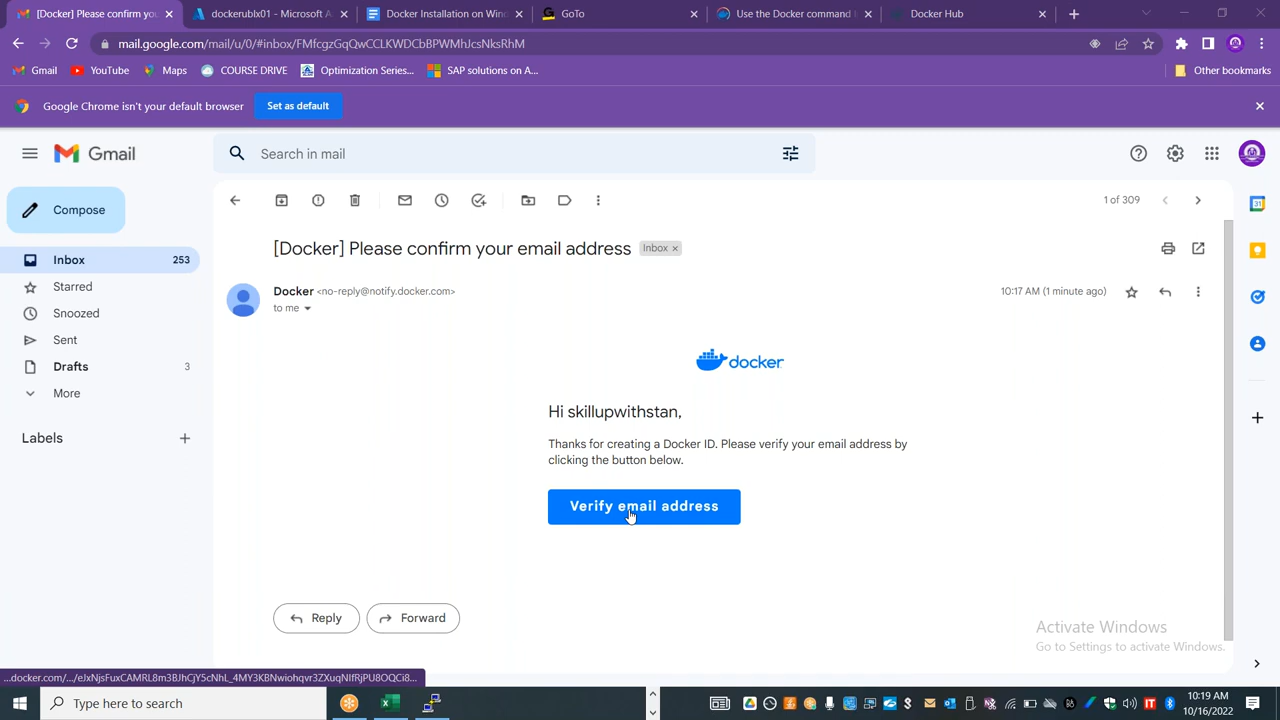 [Docker] Please confirm you
dockerublx01 - Microsoft A
Docker Installation on Win
GoTo
Use the Docker command
Docker Hub
mail.google.com/mail/u/0/#inbox/FMfcgzGqQwCCLKWDCbBPWMhJcsNksRhM
Gmail
YouTube
Maps
COURSE DRIVE
Optimization Series...
SAP solutions on A...
Other bookmarks
Google Chrome isn't your default browser
Set as default
Gmail
Search in mail
Compose
1 of 309
Inbox 253
Starred
Snoozed
Sent
Drafts 3
More
Labels
[Docker] Please confirm your email address
Inbox ×
Docker <no-reply@notify.docker.com>
10:17 AM (1 minute ago)
to me
docker
Hi skillupwithstan,
Thanks for creating a Docker ID. Please verify your email address by
clicking the button below.
Verify email address
Reply
Forward
Activate Windows
Go to Settings to activate Windows.
Type here to search
10:19 AM
10/16/2022